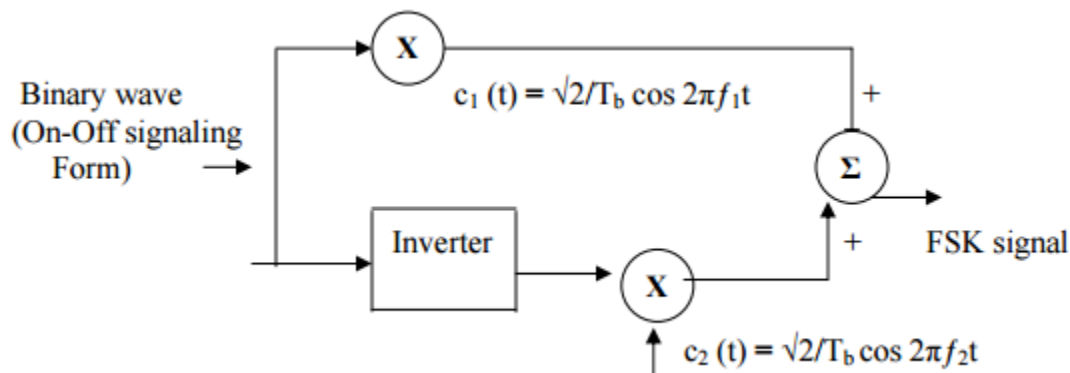 X
c₁ (t) = √2/T_b cos 2πf₁t
Binary wave
(On-Off signaling
Form)
+
Σ
Inverter
+
FSK signal
X
c₂ (t) = √2/T_b cos 2πf₂t